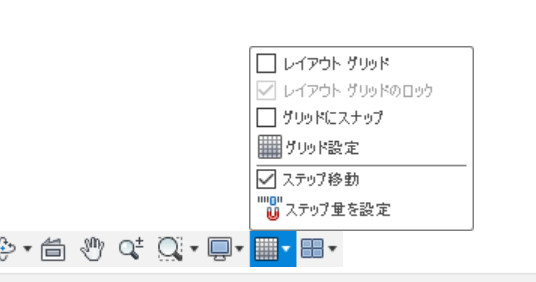 レイアウト グリッド
レイアウト グリッドのロック
グリッドにスナップ
グリッド設定
ステップ移動
ステップ量を設定